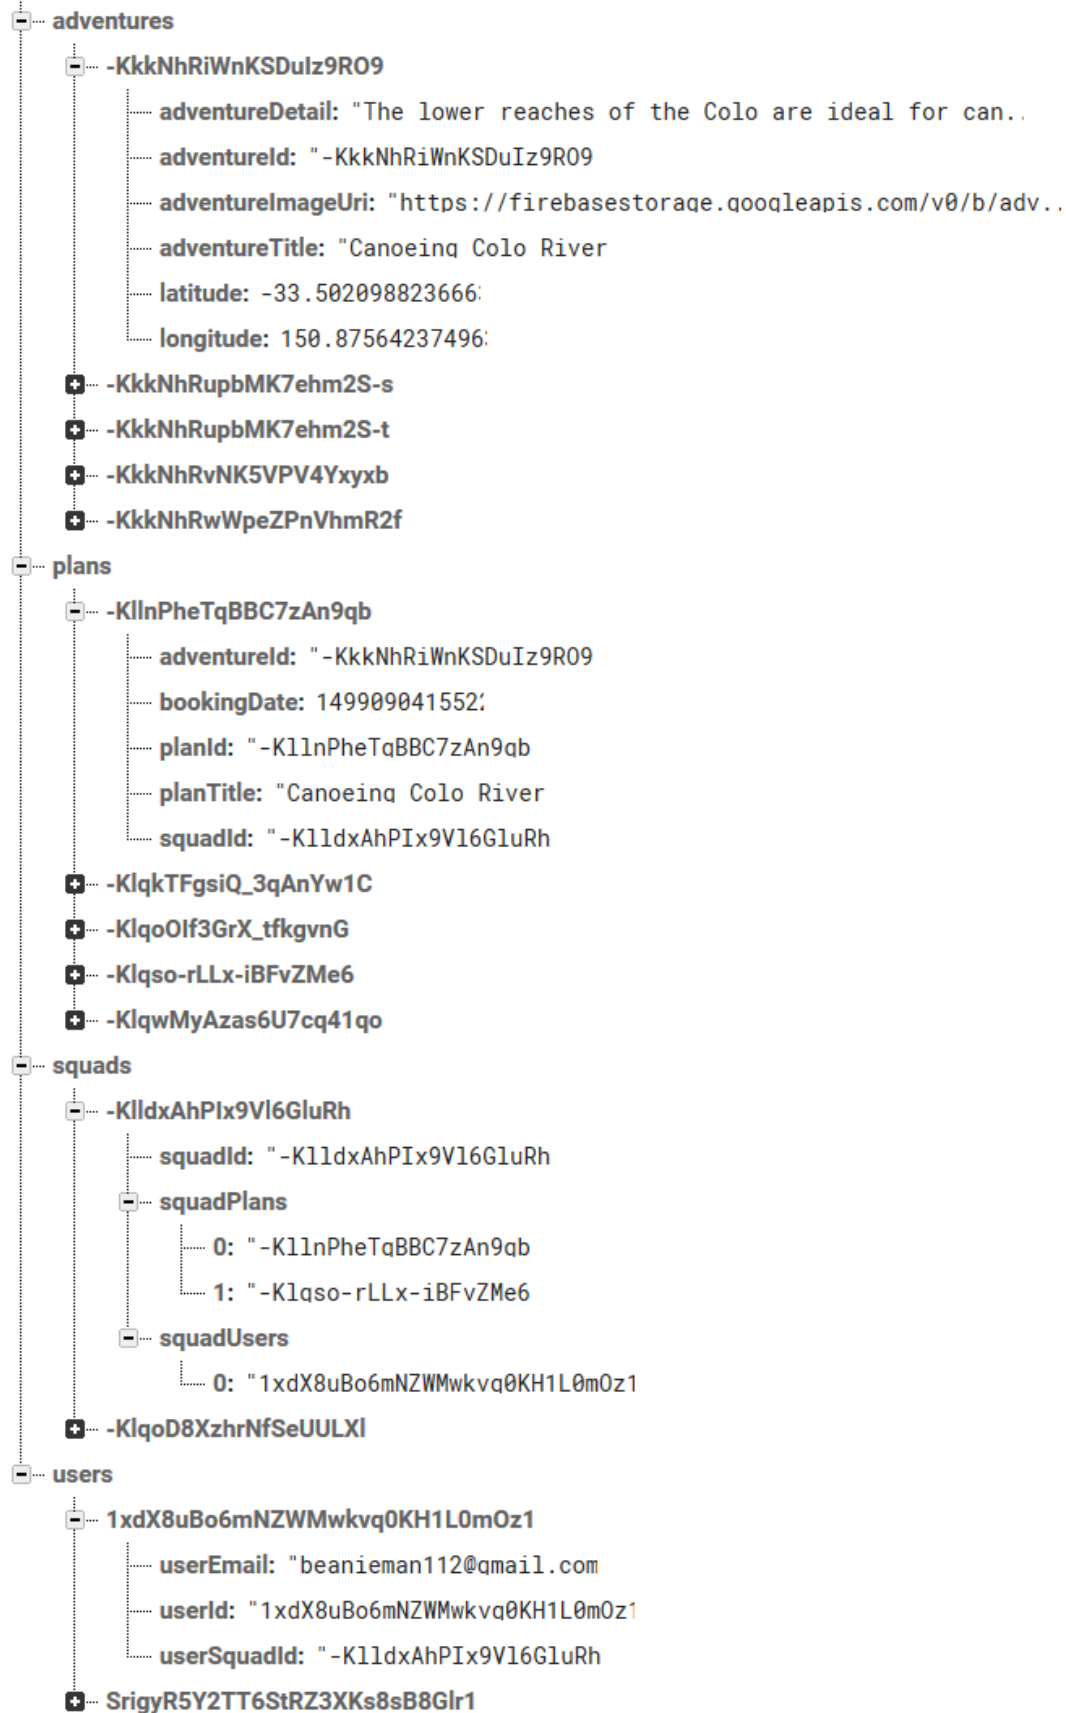 adventures
-KkkNhRiWnKSDuIz9RO9
adventureDetail: "The lower reaches of the Colo are ideal for can..
adventureId: "-KkkNhRiWnKSDuIz9RO9
adventureImageUri: "https://firebasestorage.googleapis.com/v0/b/adv..
adventureTitle: "Canoeing Colo River
latitude: -33.502098823666
longitude: 150.87564237496
-KkkNhRupbMK7ehm2S-s
-KkkNhRupbMK7ehm2S-t
-KkkNhRvNK5VPV4Yxyxb
-KkkNhRwWpeZPnVhmR2f
plans
-KllnPheTqBBC7zAn9qb
adventureId: "-KkkNhRiWnKSDuIz9RO9
bookingDate: 1499090415522
planId: "-KllnPheTqBBC7zAn9qb
planTitle: "Canoeing Colo River
squadId: "-KlldxAhPIx9Vl6GluRh
-KlqkTFgsiQ_3qAnYw1C
-KlqoOIf3GrX_tfkgvnG
-Klqso-rLLx-iBFvZMe6
-KlqwMyAzas6U7cq41qo
squads
-KlldxAhPIx9Vl6GluRh
squadId: "-KlldxAhPIx9Vl6GluRh
squadPlans
0: "-KllnPheTqBBC7zAn9qb
1: "-Klqso-rLLx-iBFvZMe6
squadUsers
0: "1xdX8uBo6mNZWMwkvq0KH1L0mOz1
-KlqoD8XzhrNfSeUULXl
users
1xdX8uBo6mNZWMwkvq0KH1L0mOz1
userEmail: "beanieman112@gmail.com
userId: "1xdX8uBo6mNZWMwkvq0KH1L0mOz1
userSquadId: "-KlldxAhPIx9Vl6GluRh
SrigyR5Y2TT6StRZ3XKs8sB8Glr1